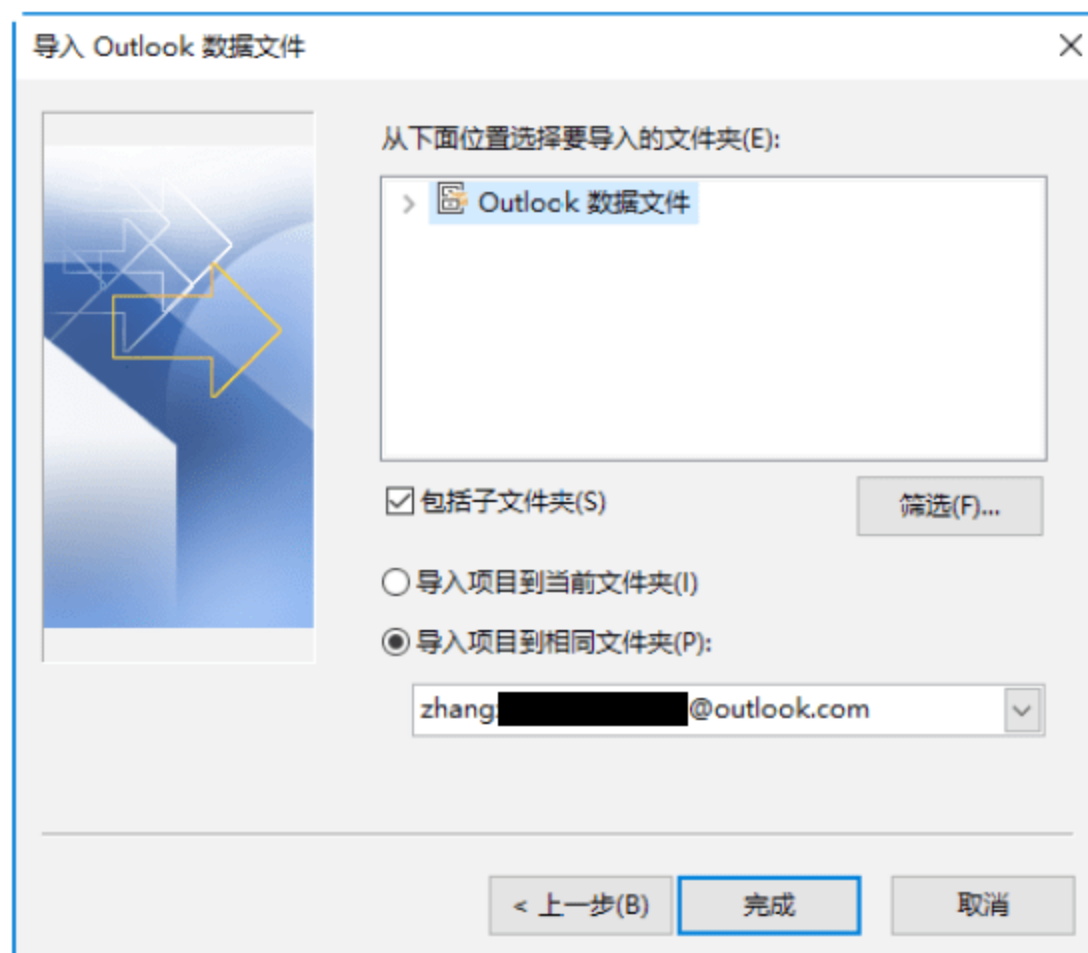 导入 Outlook 数据文件
从下面位置选择要导入的文件夹(E):
Outlook 数据文件
包括子文件夹(S)
筛选(F)...
导入项目到当前文件夹(I)
导入项目到相同文件夹(P):
zhang @outlook.com
< 上一步(B)
完成
取消